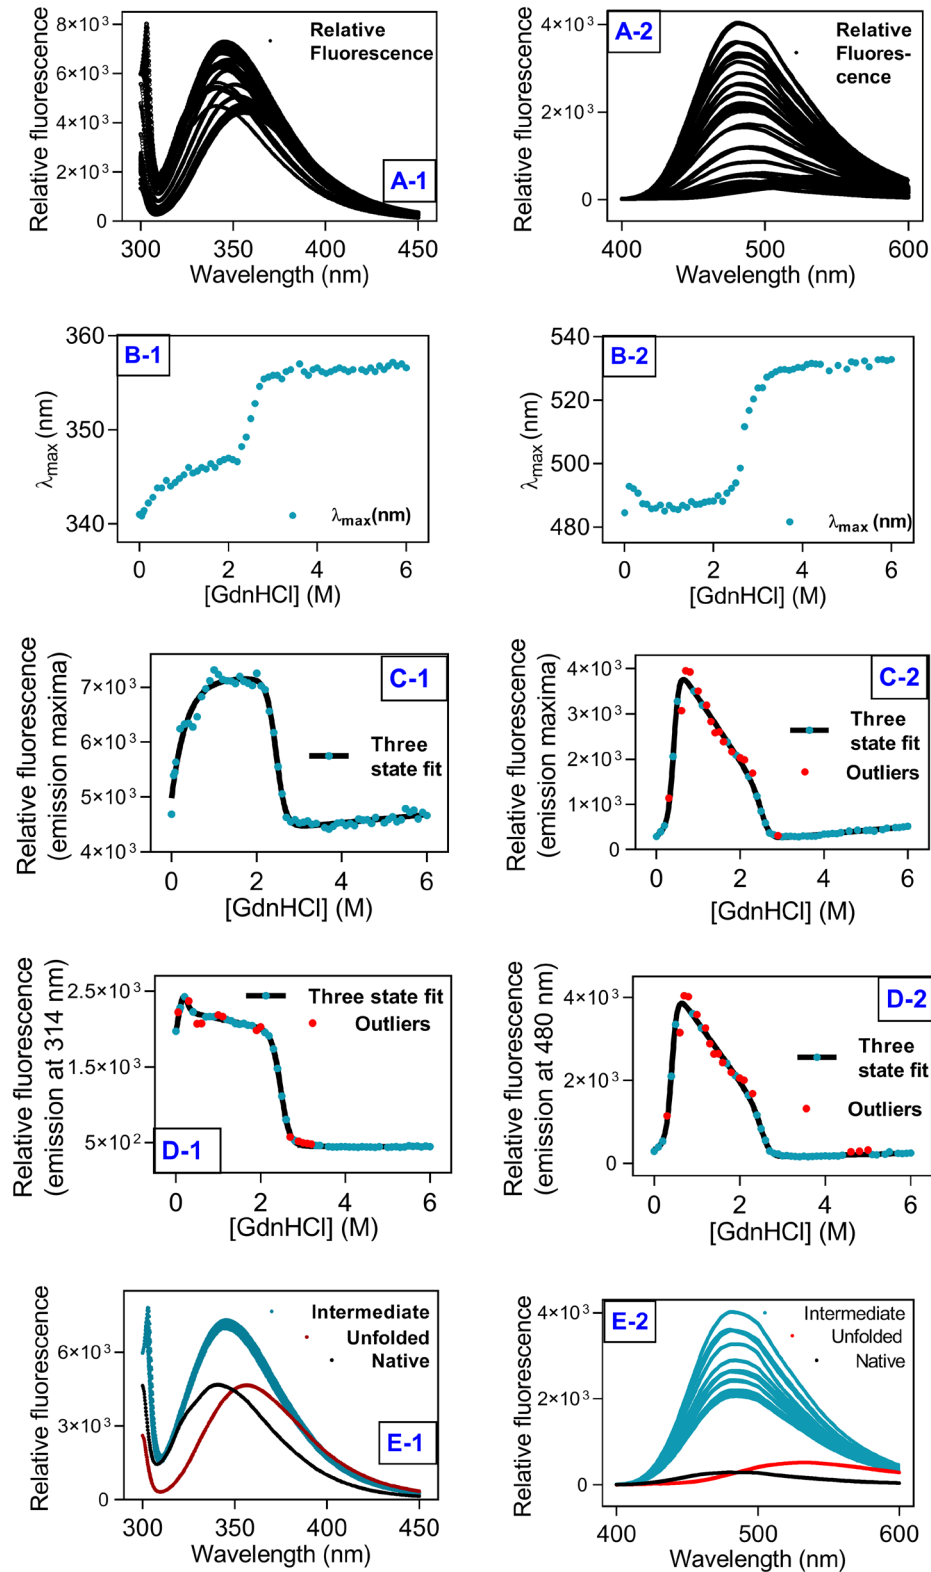 Relative fluorescence
8×10³
6×10³
4×10³
2×10³
0
300
350
400
450
Wavelength (nm)
Relative
Fluorescence
A-1
Relative fluorescence
4×10³
2×10³
0
400
500
600
Wavelength (nm)
A-2
Relative
Fluores-
cence
λmax (nm)
360
350
340
0
2
4
6
[GdnHCl] (M)
B-1
λmax(nm)
λmax (nm)
540
520
500
480
0
2
4
6
[GdnHCl] (M)
B-2
λmax (nm)
Relative fluorescence
(emission maxima)
7×10³
6×10³
5×10³
4×10³
0
2
4
6
[GdnHCl] (M)
C-1
Three
state fit
Relative fluorescence
(emission maxima)
4×10³
3×10³
2×10³
1×10³
0
0
2
4
6
[GdnHCl] (M)
C-2
Three
state fit
Outliers
Relative fluorescence
(emission at 314 nm)
2.5×10³
1.5×10³
5×10²
0
2
4
6
[GdnHCl] (M)
Three state fit
Outliers
D-1
Relative fluorescence
(emission at 480 nm)
4×10³
2×10³
0
0
2
4
6
[GdnHCl] (M)
D-2
Three
state fit
Outliers
Relative fluorescence
6×10³
3×10³
0
300
350
400
450
Wavelength (nm)
Intermediate
Unfolded
Native
E-1
Relative fluorescence
4×10³
2×10³
0
400
500
600
Wavelength (nm)
E-2
Intermediate
Unfolded
Native